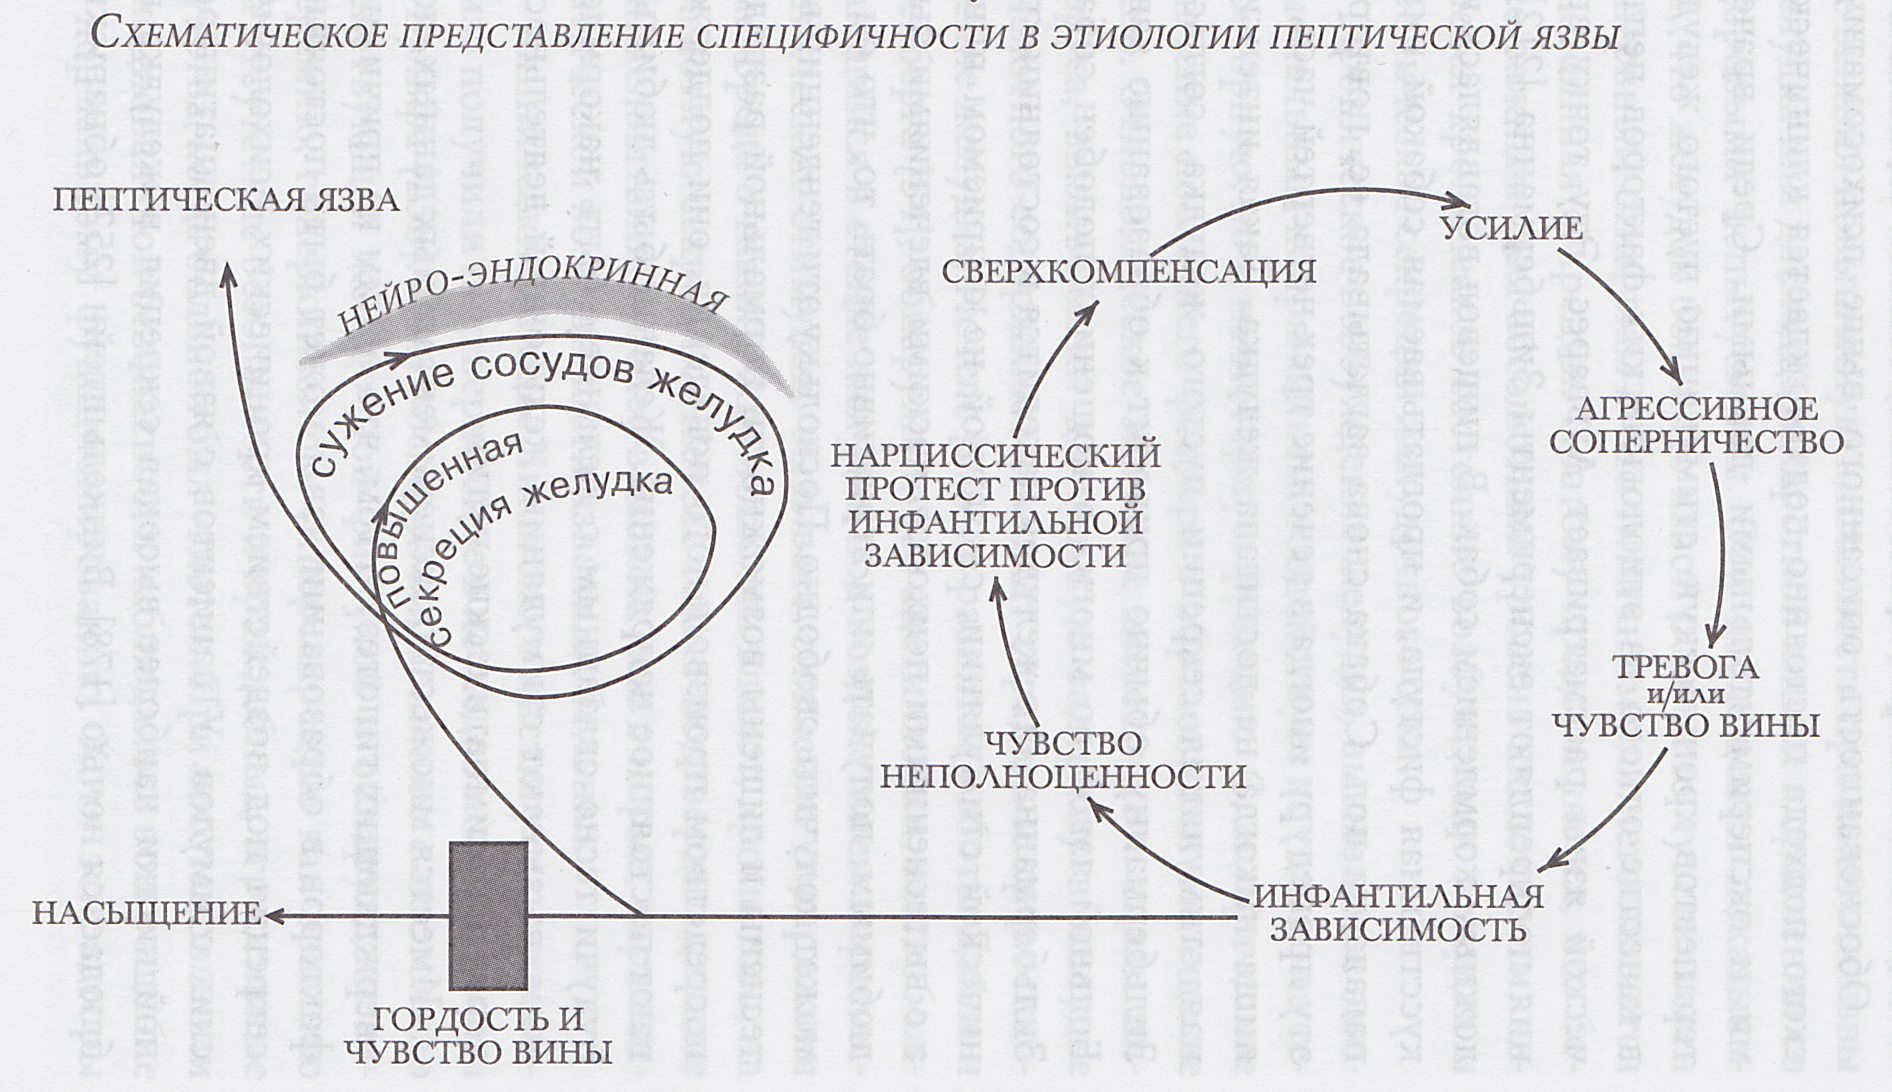 Схематическое представление специфичности в этиологии пептической язвы
ПЕПТИЧЕСКАЯ ЯЗВА
НЕЙРО-ЭНДОКРИННАЯ
сужение сосудов желудка
повышенная
секреция желудка
СВЕРХКОМПЕНСАЦИЯ
УСИЛИЕ
АГРЕССИВНОЕ
СОПЕРНИЧЕСТВО
ТРЕВОГА
и/или
ЧУВСТВО ВИНЫ
ИНФАНТИЛЬНАЯ
ЗАВИСИМОСТЬ
ЧУВСТВО
НЕПОЛНОЦЕННОСТИ
НАРЦИССИЧЕСКИЙ
ПРОТЕСТ ПРОТИВ
ИНФАНТИЛЬНОЙ
ЗАВИСИМОСТИ
НАСЫЩЕНИЕ
ГОРДОСТЬ И
ЧУВСТВО ВИНЫ